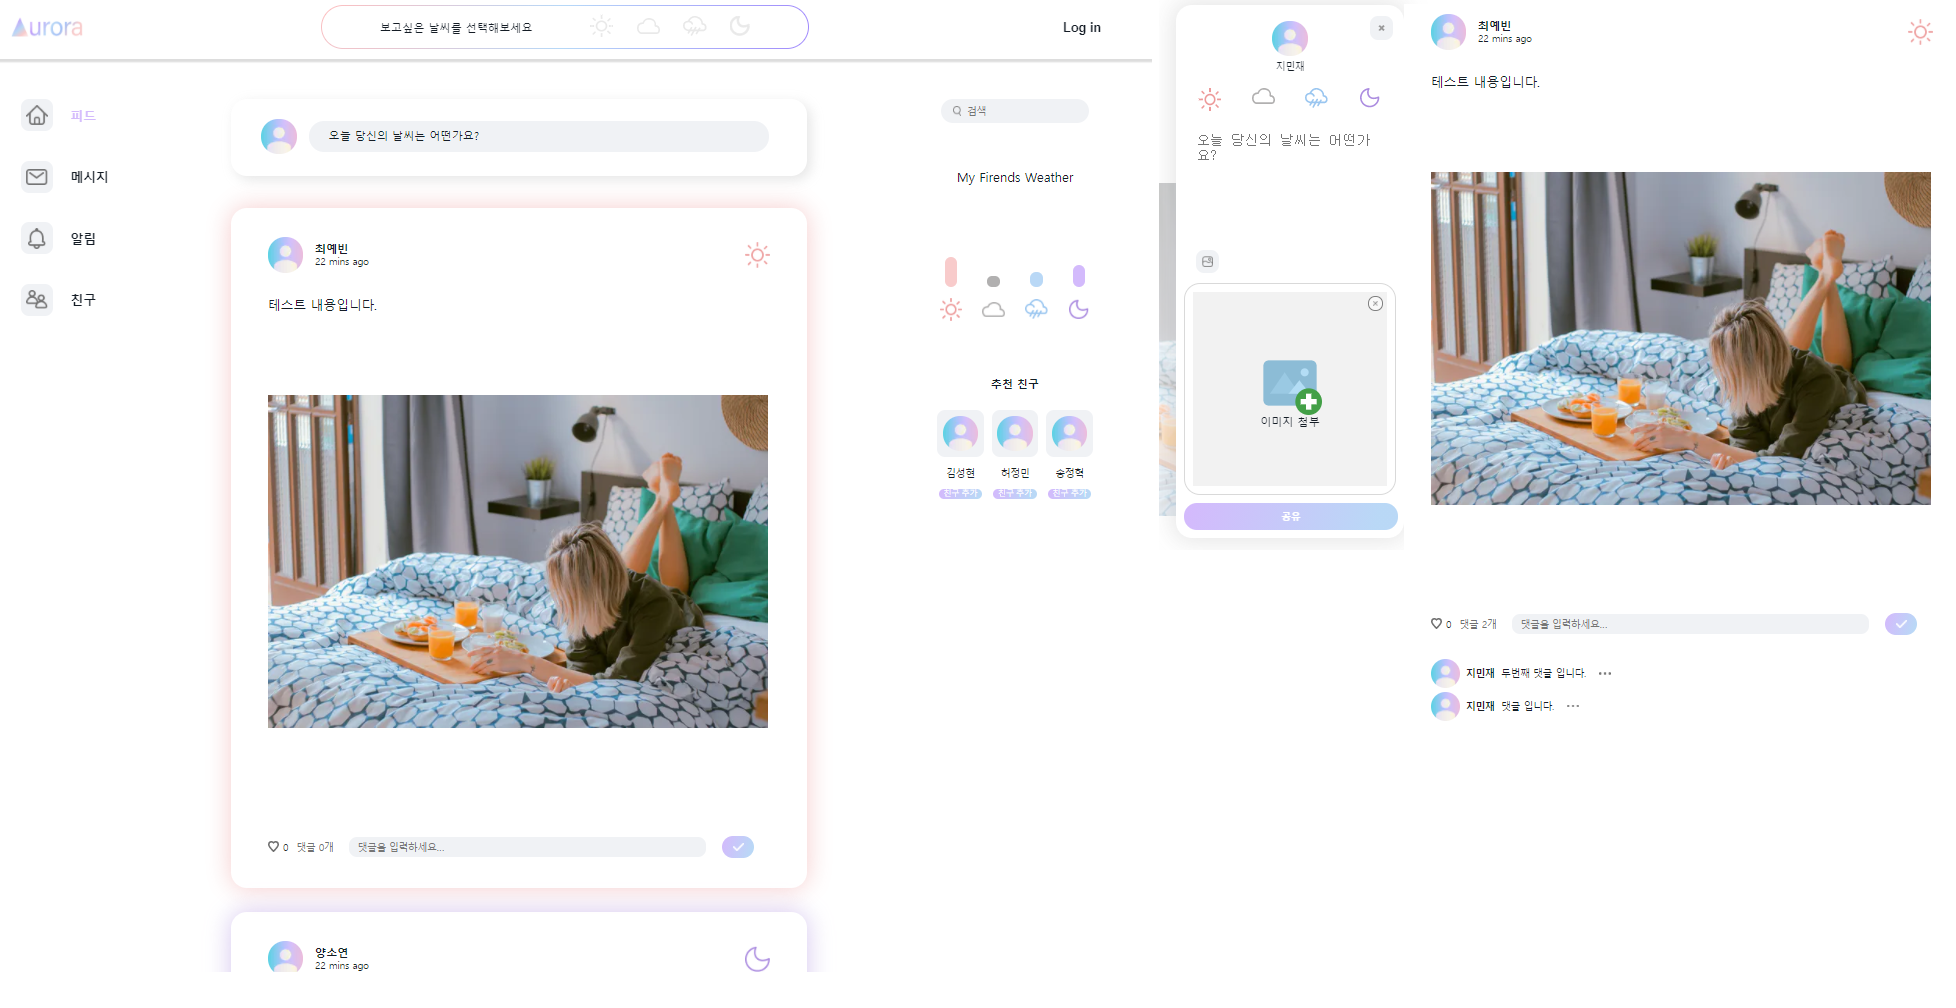 Aurora
보고싶은 날씨를 선택해보세요
Log in
피드
메시지
알림
친구
오늘 당신의 날씨는 어떤가요?
최예빈
22 mins ago
테스트 내용입니다.
0 댓글 0개 댓글을 입력하세요...
양소연
22 mins ago
검색
My Firends Weather
추천 친구
김성현 허정민 송정혁
친구 추가 친구 추가 친구 추가
지민재
오늘 당신의 날씨는 어떤가
요?
이미지 첨부
공유
최예빈
22 mins ago
테스트 내용입니다.
0 댓글 2개 댓글을 입력하세요...
지민재 두번째 댓글 입니다.
지민재 댓글 입니다.